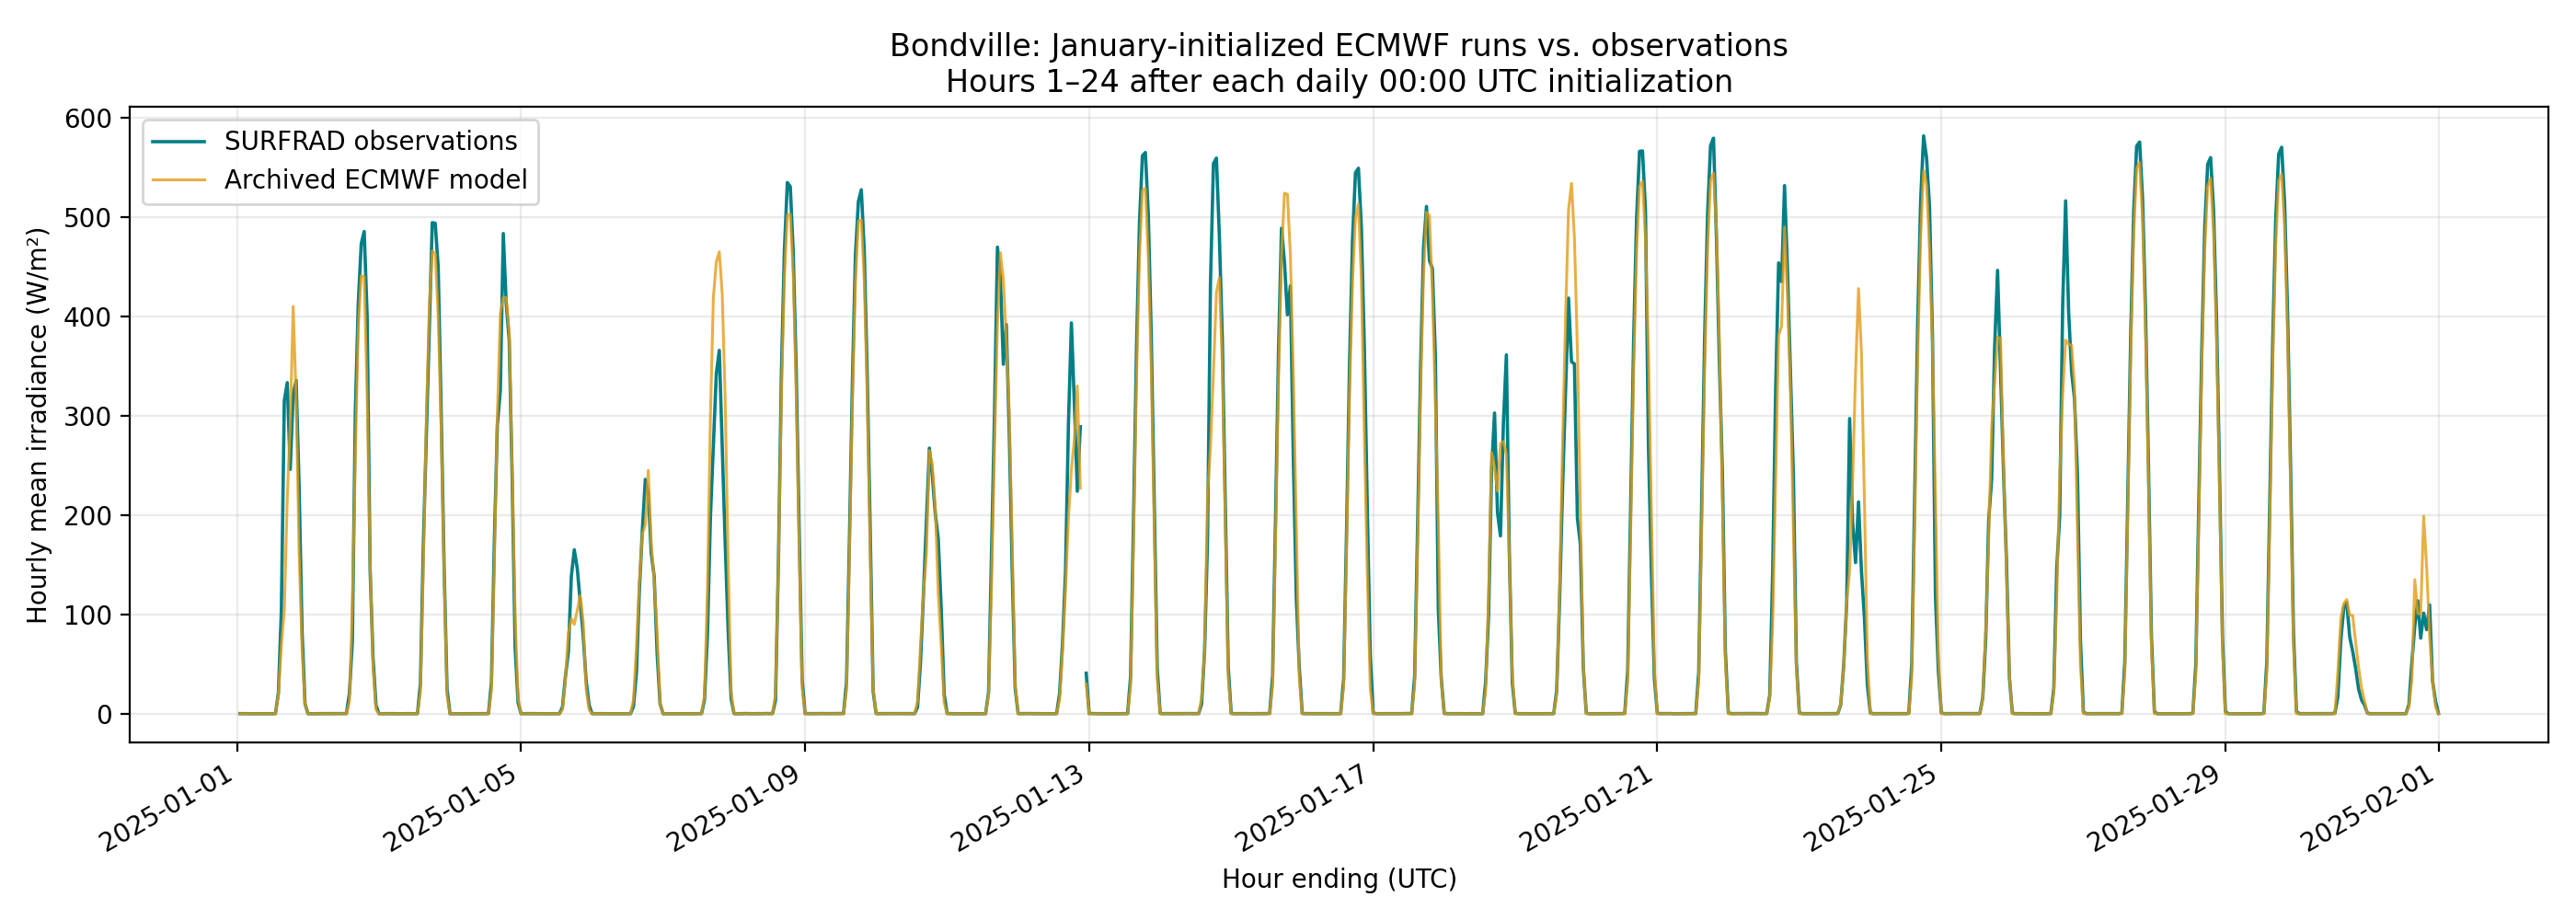 Bondville: January-initialized ECMWF runs vs. observations
Hours 1–24 after each daily 00:00 UTC initialization
SURFRAD observations
Archived ECMWF model
Hourly mean irradiance (W/m²)
600
500
400
300
200
100
0
2025-01-01
2025-01-05
2025-01-09
2025-01-13
2025-01-17
2025-01-21
2025-01-25
2025-01-29
2025-02-01
Hour ending (UTC)